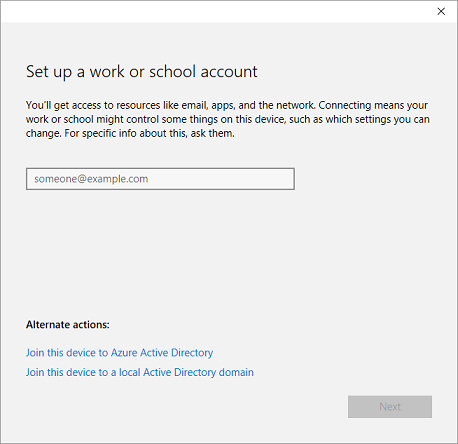 Set up a work or school account
You'll get access to resources like email, apps, and the network. Connecting means your
work or school might control some things on this device, such as which settings you can
change. For specific info about this, ask them.
someone@example.com
Alternate actions:
Join this device to Azure Active Directory
Join this device to a local Active Directory domain
Next